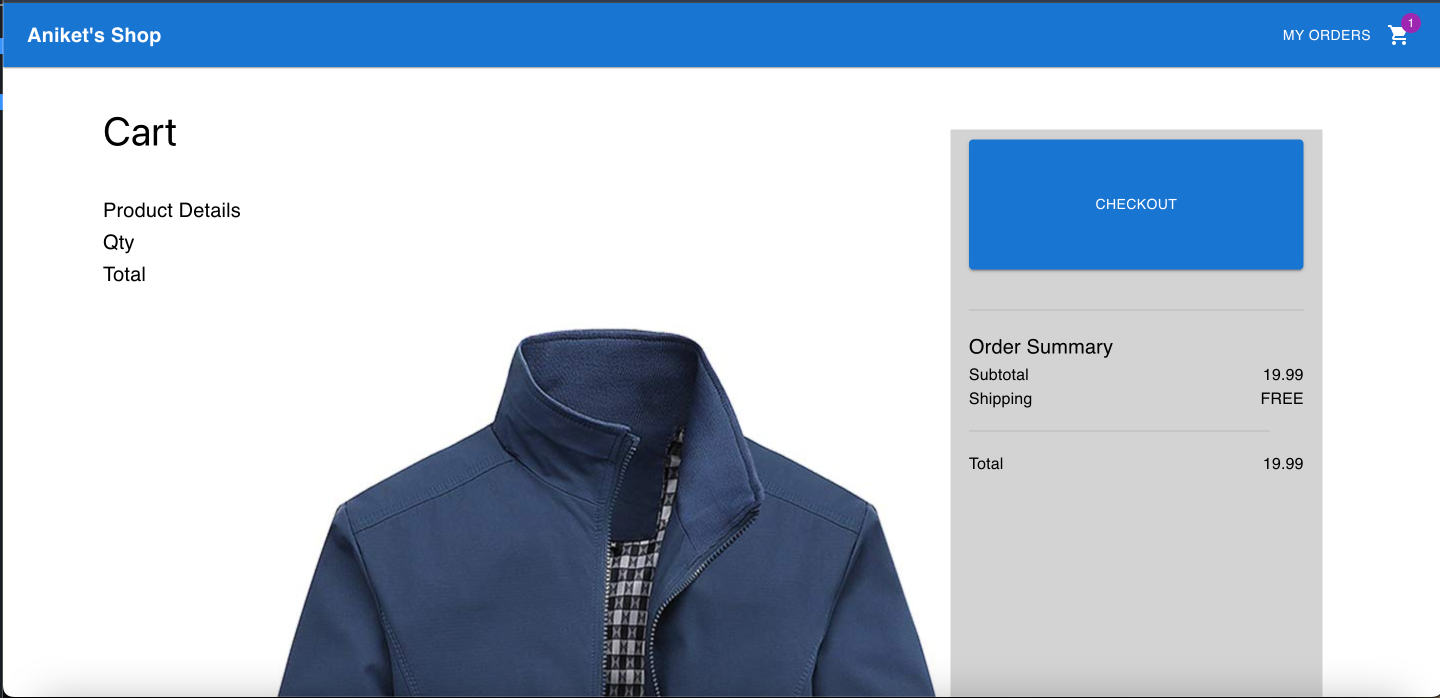 Aniket's Shop
MY ORDERS
1
Cart
Product Details
Qty
Total
CHECKOUT
Order Summary
Subtotal 19.99
Shipping FREE
Total 19.99